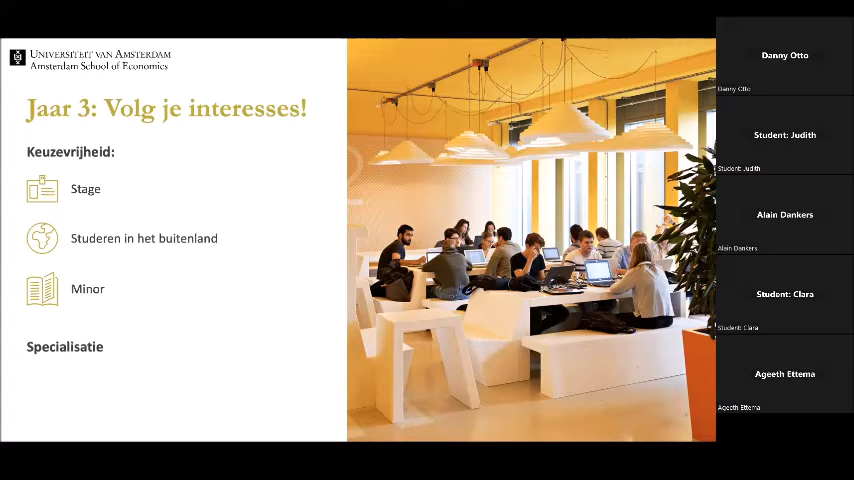 Universiteit van Amsterdam
Amsterdam School of Economics
Jaar 3: Volg je interesses!
Keuzevrijheid:
Stage
Studeren in het buitenland
Minor
Specialisatie
Danny Otto
Danny Otto
Student: Judith
Student: Judith
Alain Dankers
Alain Dankers
Student: Clara
Student: Clara
Ageeth Ettema
Ageeth Ettema